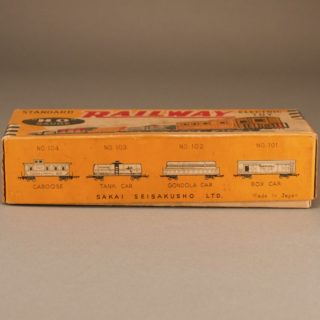 STANDARD HO RAILWAY ELECTRIC
NO. 104 NO. 103 NO. 102 NO. 101
CABOOSE TANK CAR GONDOLA CAR BOX CAR
SAKAI SEISAKUSHO LTD. Made in Japan